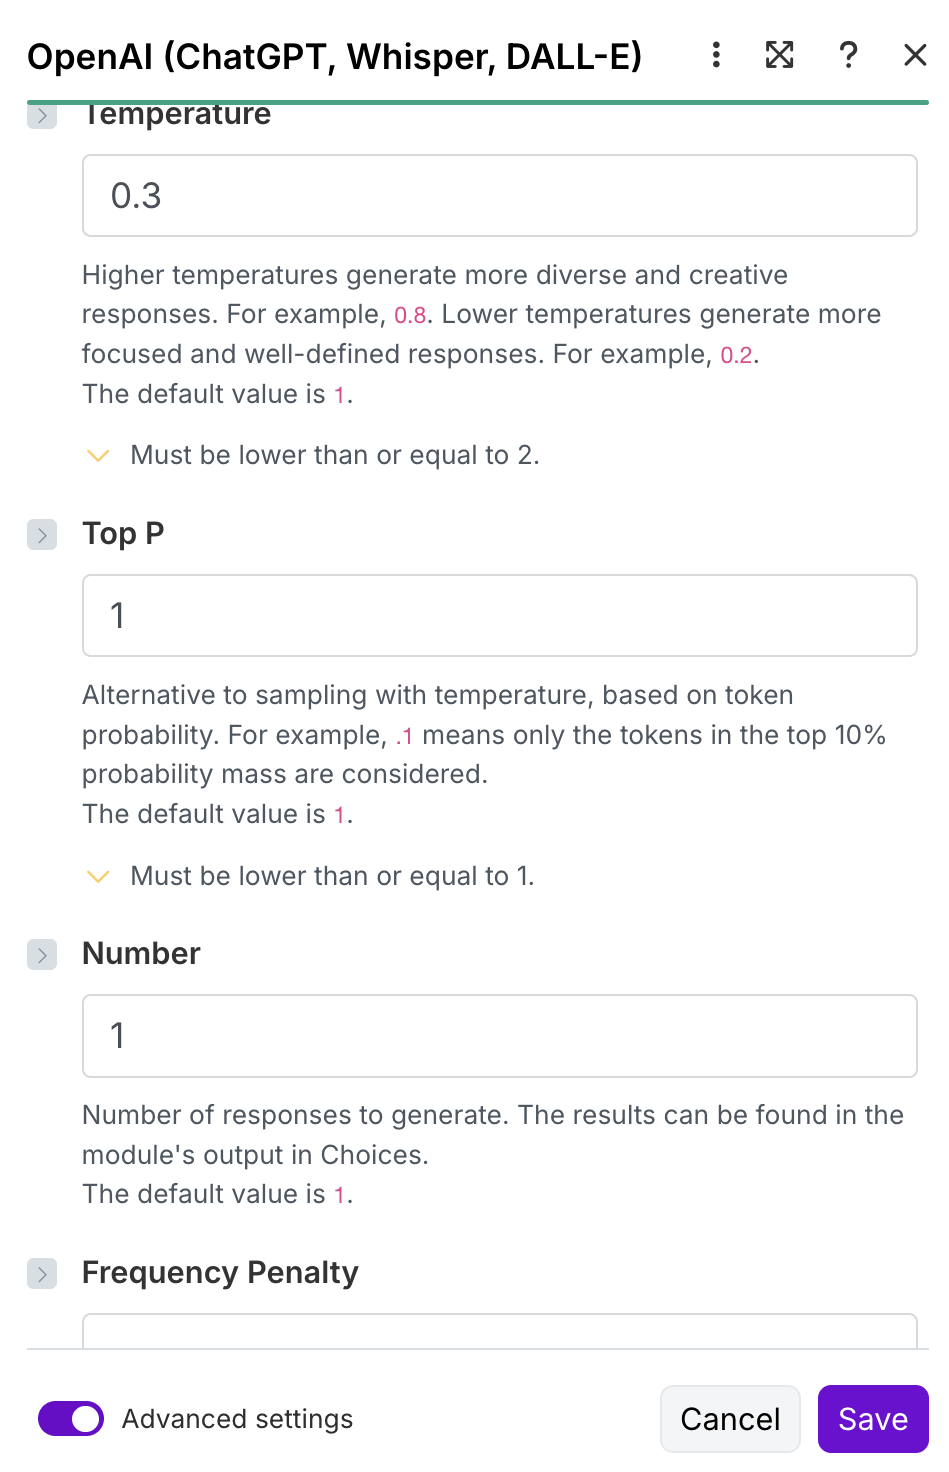 OpenAI (ChatGPT, Whisper, DALL-E)
Temperature
0.3
Higher temperatures generate more diverse and creative
responses. For example, 0.8. Lower temperatures generate more
focused and well-defined responses. For example, 0.2.
The default value is 1.
Must be lower than or equal to 2.
Top P
1
Alternative to sampling with temperature, based on token
probability. For example, .1 means only the tokens in the top 10%
probability mass are considered.
The default value is 1.
Must be lower than or equal to 1.
Number
1
Number of responses to generate. The results can be found in the
module's output in Choices.
The default value is 1.
Frequency Penalty
Advanced settings
Cancel
Save